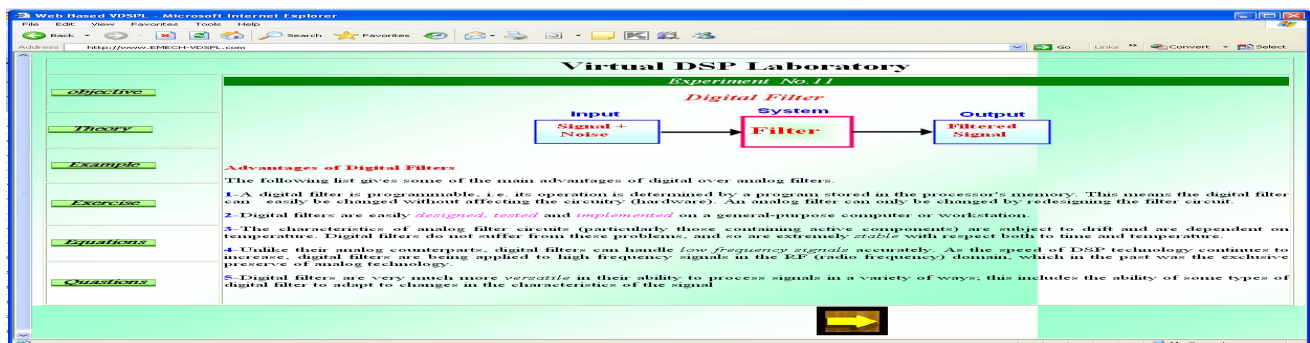 Web Based VDSPL - Microsoft Internet Explorer
File Edit View Favorites Tools Help
Back Search Favorites
Address http://www.EMECH-VDSPL.com Go Links Convert Select
Virtual DSP Laboratory
Experiment No.11
Digital Filter
Input System Output
Signal + Noise Filter Filtered Signal
objective
Theory
Example
Exercise
Equations
Quastions
Advantages of Digital Filters
The following list gives some of the main advantages of digital over analog filters.
1-A digital filter is programmable, i.e. its operation is determined by a program stored in the processor's memory. This means the digital filter
can easily be changed without affecting the circuitry (hardware). An analog filter can only be changed by redesigning the filter circuit.
2-Digital filters are easily designed, tested and implemented on a general-purpose computer or workstation.
3-The characteristics of analog filter circuits (particularly those containing active components) are subject to drift and are dependent on
temperature. Digital filters do not suffer from these problems, and so are extremely stable with respect both to time and temperature.
4-Unlike their analog counterparts, digital filters can handle low frequency signals accurately. As the speed of DSP technology continues to
increase, digital filters are being applied to high frequency signals in the RF (radio frequency) domain, which in the past was the exclusive
preserve of analog technology.
5-Digital filters are very much more versatile in their ability to process signals in a variety of ways; this includes the ability of some types of
digital filter to adapt to changes in the characteristics of the signal